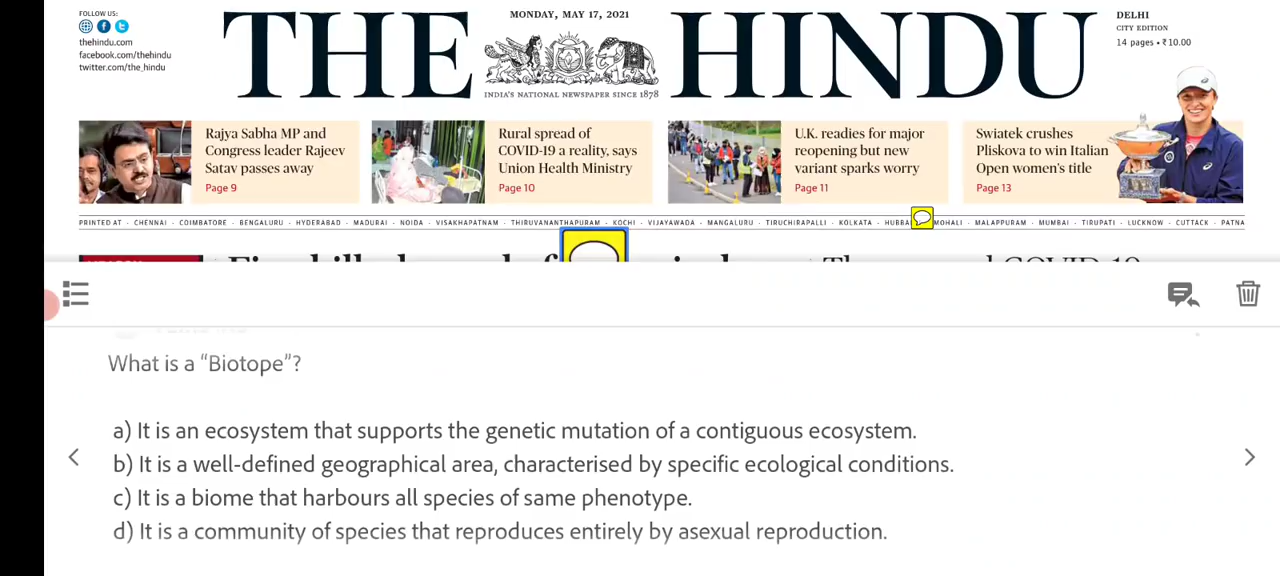 FOLLOW US:
thehindu.com
facebook.com/thehindu
twitter.com/the_hindu
MONDAY, MAY 17, 2021
THE HINDU
INDIA'S NATIONAL NEWSPAPER SINCE 1878
DELHI
CITY EDITION
14 pages • ₹10.00
Rajya Sabha MP and
Congress leader Rajeev
Satav passes away
Page 9
Rural spread of
COVID-19 a reality, says
Union Health Ministry
Page 10
U.K. readies for major
reopening but new
variant sparks worry
Page 11
Swiatek crushes
Pliskova to win Italian
Open women's title
Page 13
PRINTED AT · CHENNAI · COIMBATORE · BENGALURU · HYDERABAD · MADURAI · NOIDA · VISAKHAPATNAM · THIRUVANANTHAPURAM · KOCHI · VIJAYAWADA · MANGALURU · TIRUCHIRAPALLI · KOLKATA · HUBBA MOHALI · MALAPPURAM · MUMBAI · TIRUPATI · LUCKNOW · CUTTACK · PATNA
What is a “Biotope”?
a) It is an ecosystem that supports the genetic mutation of a contiguous ecosystem.
b) It is a well-defined geographical area, characterised by specific ecological conditions.
c) It is a biome that harbours all species of same phenotype.
d) It is a community of species that reproduces entirely by asexual reproduction.